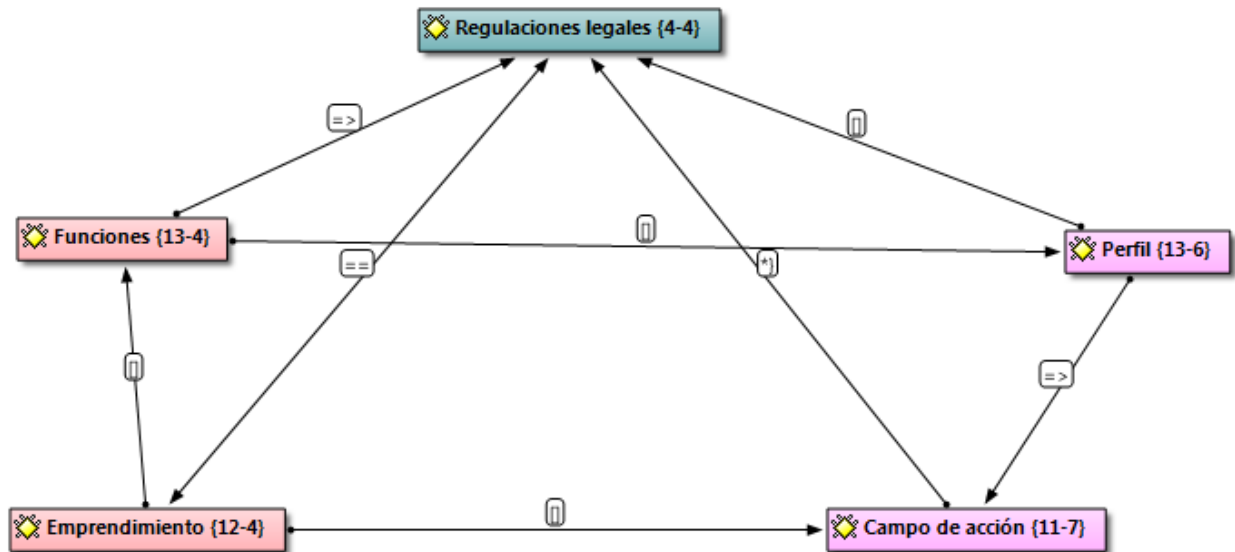 Regulaciones legales {4-4}
=>
[]
Funciones {13-4}
[]
Perfil {13-6}
==
*}
[]
=>
Emprendimiento {12-4}
[]
Campo de acción {11-7}